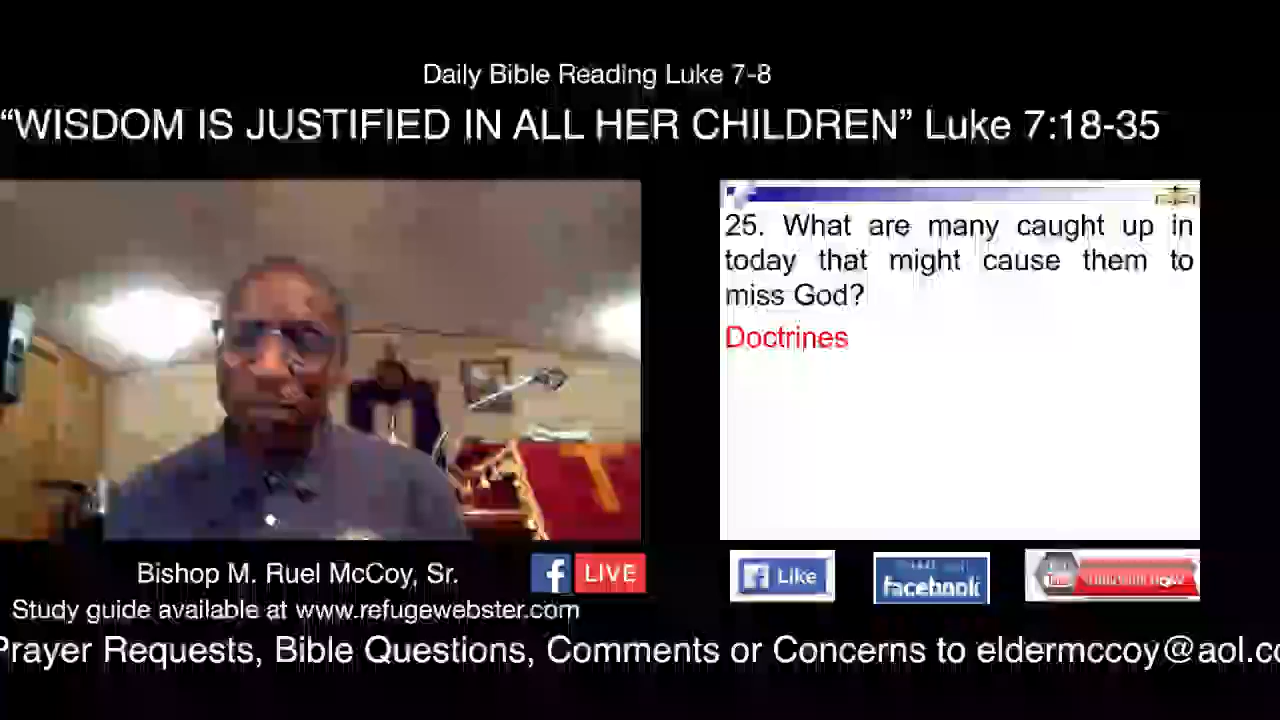 Daily Bible Reading Luke 7-8
“WISDOM IS JUSTIFIED IN ALL HER CHILDREN” Luke 7:18-35
25. What are many caught up in
today that might cause them to
miss God?
Doctrines
Bishop M. Ruel McCoy, Sr.
f LIVE
f Like
facebook
Study guide available at www.refugewebster.com
Prayer Requests, Bible Questions, Comments or Concerns to eldermccoy@aol.co